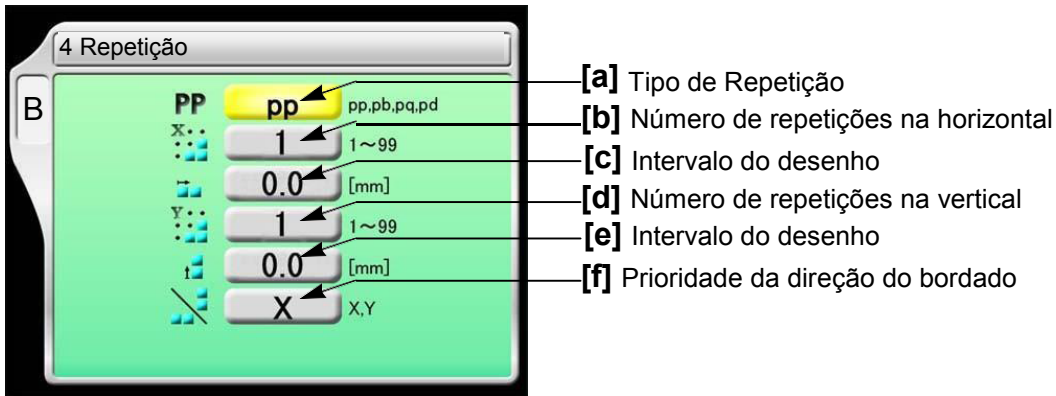 4 Repetição
B
PP pp pp,pb,pq,pd
X 1 1~99
0.0 [mm]
Y 1 1~99
0.0 [mm]
X X,Y
[a] Tipo de Repetição
[b] Número de repetições na horizontal
[c] Intervalo do desenho
[d] Número de repetições na vertical
[e] Intervalo do desenho
[f] Prioridade da direção do bordado